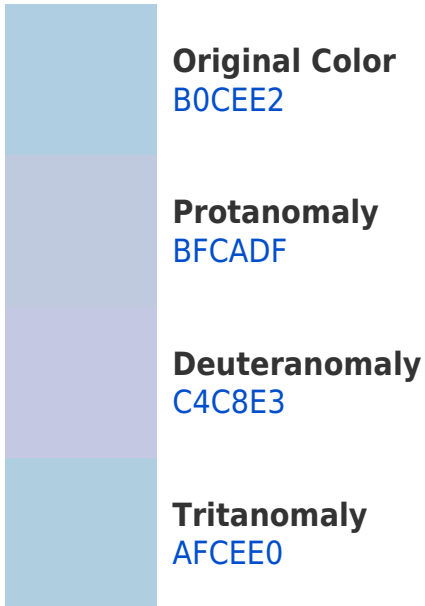 Original Color
B0CEE2
Protanomaly
BFCADF
Deuteranomaly
C4C8E3
Tritanomaly
AFCEE0